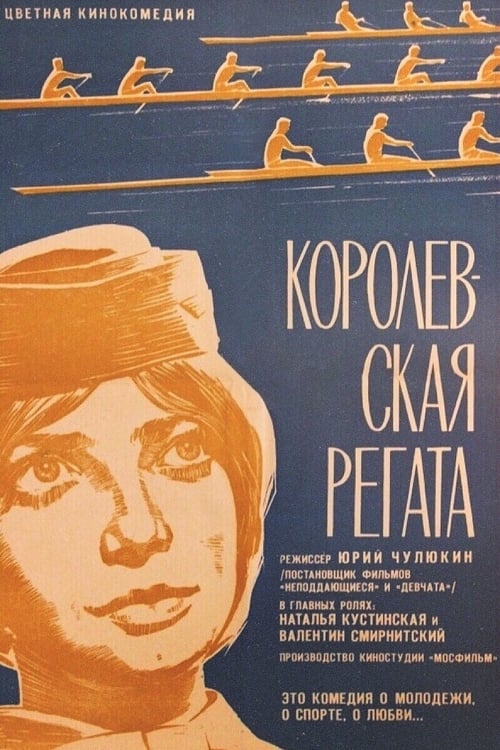 ЦВЕТНАЯ КИНОКОМЕДИЯ
КОРОЛЕВ-
СКАЯ
РЕГАТА
РЕЖИССЁР ЮРИЙ ЧУЛЮКИН
/ПОСТАНОВЩИК ФИЛЬМОВ
«НЕПОДДАЮЩИЕСЯ» И «ДЕВЧАТА»/
В ГЛАВНЫХ РОЛЯХ:
НАТАЛЬЯ КУСТИНСКАЯ И
ВАЛЕНТИН СМИРНИТСКИЙ
ПРОИЗВОДСТВО КИНОСТУДИИ «МОСФИЛЬМ»
ЭТО КОМЕДИЯ О МОЛОДЕЖИ,
О СПОРТЕ, О ЛЮБВИ...